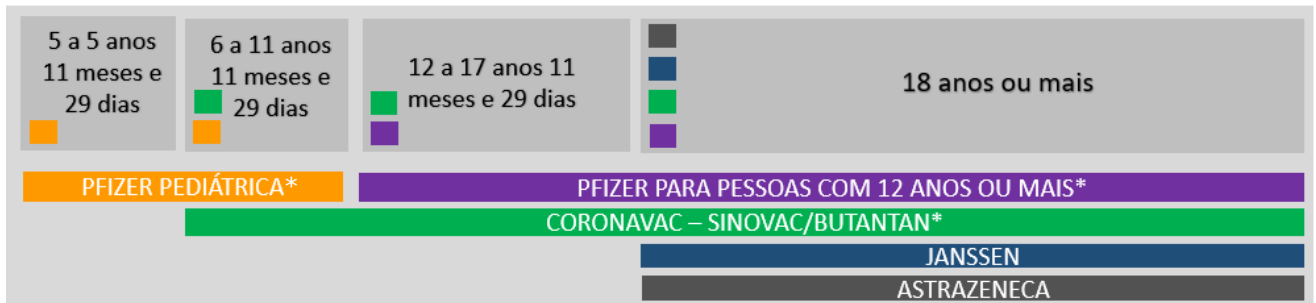 5 a 5 anos
11 meses e
29 dias
6 a 11 anos
11 meses e
29 dias
12 a 17 anos 11
meses e 29 dias
18 anos ou mais
PFIZER PEDIÁTRICA*
PFIZER PARA PESSOAS COM 12 ANOS OU MAIS*
CORONAVAC – SINOVAC/BUTANTAN*
JANSSEN
ASTRAZENECA